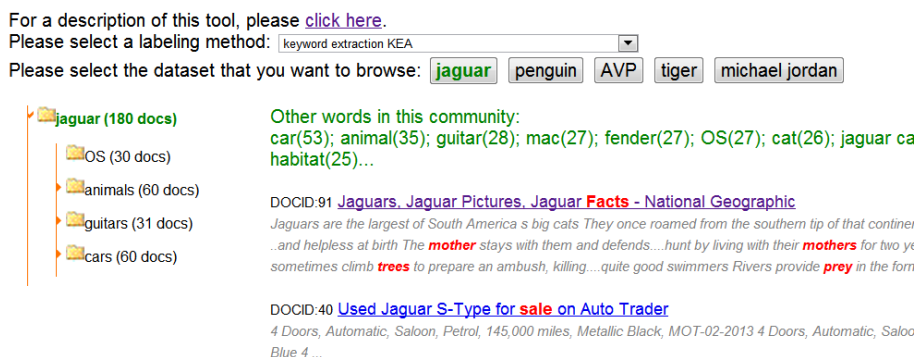 For a description of this tool, please click here.
Please select a labeling method: keyword extraction KEA
Please select the dataset that you want to browse: jaguar penguin AVP tiger michael jordan
jaguar (180 docs)
OS (30 docs)
animals (60 docs)
guitars (31 docs)
cars (60 docs)
Other words in this community:
car(53); animal(35); guitar(28); mac(27); fender(27); OS(27); cat(26); jaguar ca
habitat(25)...
DOCID:91 Jaguars, Jaguar Pictures, Jaguar Facts - National Geographic
Jaguars are the largest of South America s big cats They once roamed from the southern tip of that continen
..and helpless at birth The mother stays with them and defends....hunt by living with their mothers for two ye
sometimes climb trees to prepare an ambush, killing....quite good swimmers Rivers provide prey in the form
DOCID:40 Used Jaguar S-Type for sale on Auto Trader
4 Doors, Automatic, Saloon, Petrol, 145,000 miles, Metallic Black, MOT-02-2013 4 Doors, Automatic, Saloo
Blue 4 ...